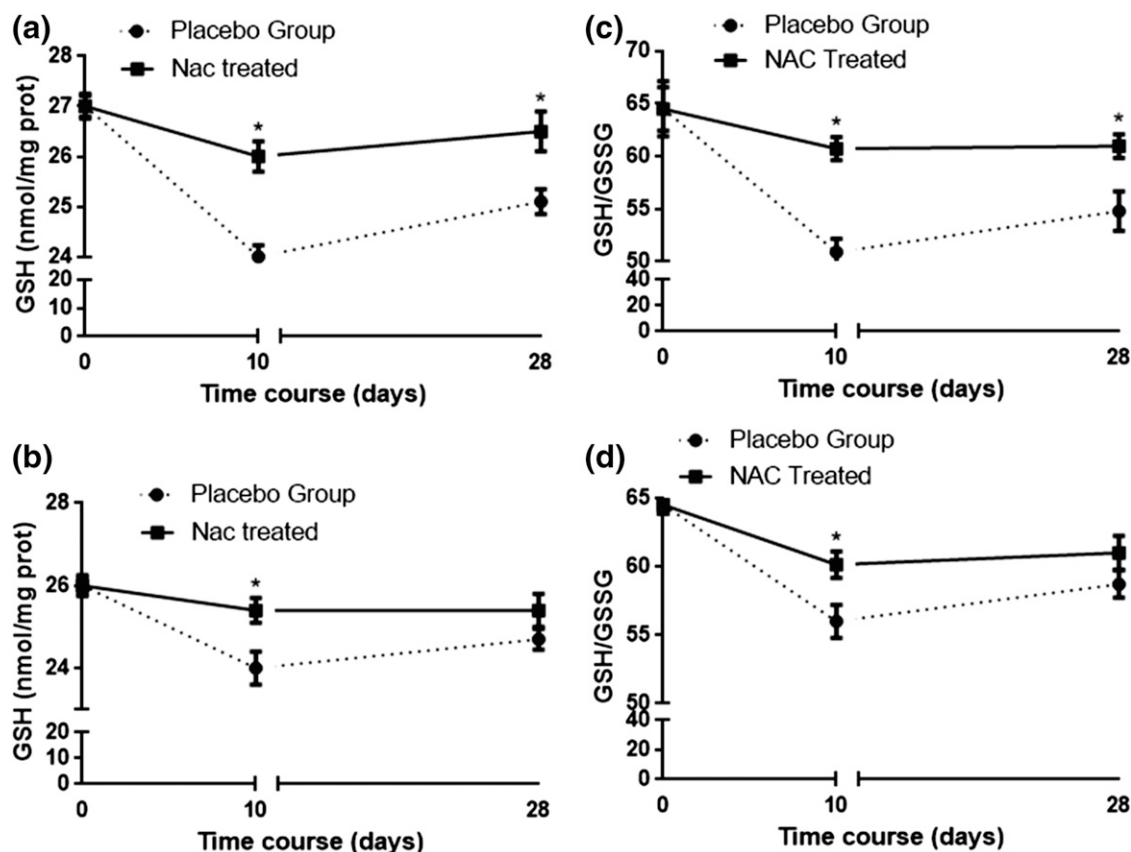 (a)
Placebo Group
Nac treated
GSH (nmol/mg prot)
28
27
26
25
24
20
10
0
*
*
0
10
28
Time course (days)
(c)
Placebo Group
NAC Treated
GSH/GSSG
70
65
60
55
50
40
20
0
*
*
0
10
28
Time course (days)
(b)
Placebo Group
Nac treated
GSH (nmol/mg prot)
28
26
24
20
10
0
*
0
10
28
Time course (days)
(d)
Placebo Group
NAC Treated
GSH/GSSG
65
60
55
50
40
20
0
*
0
10
28
Time course (days)